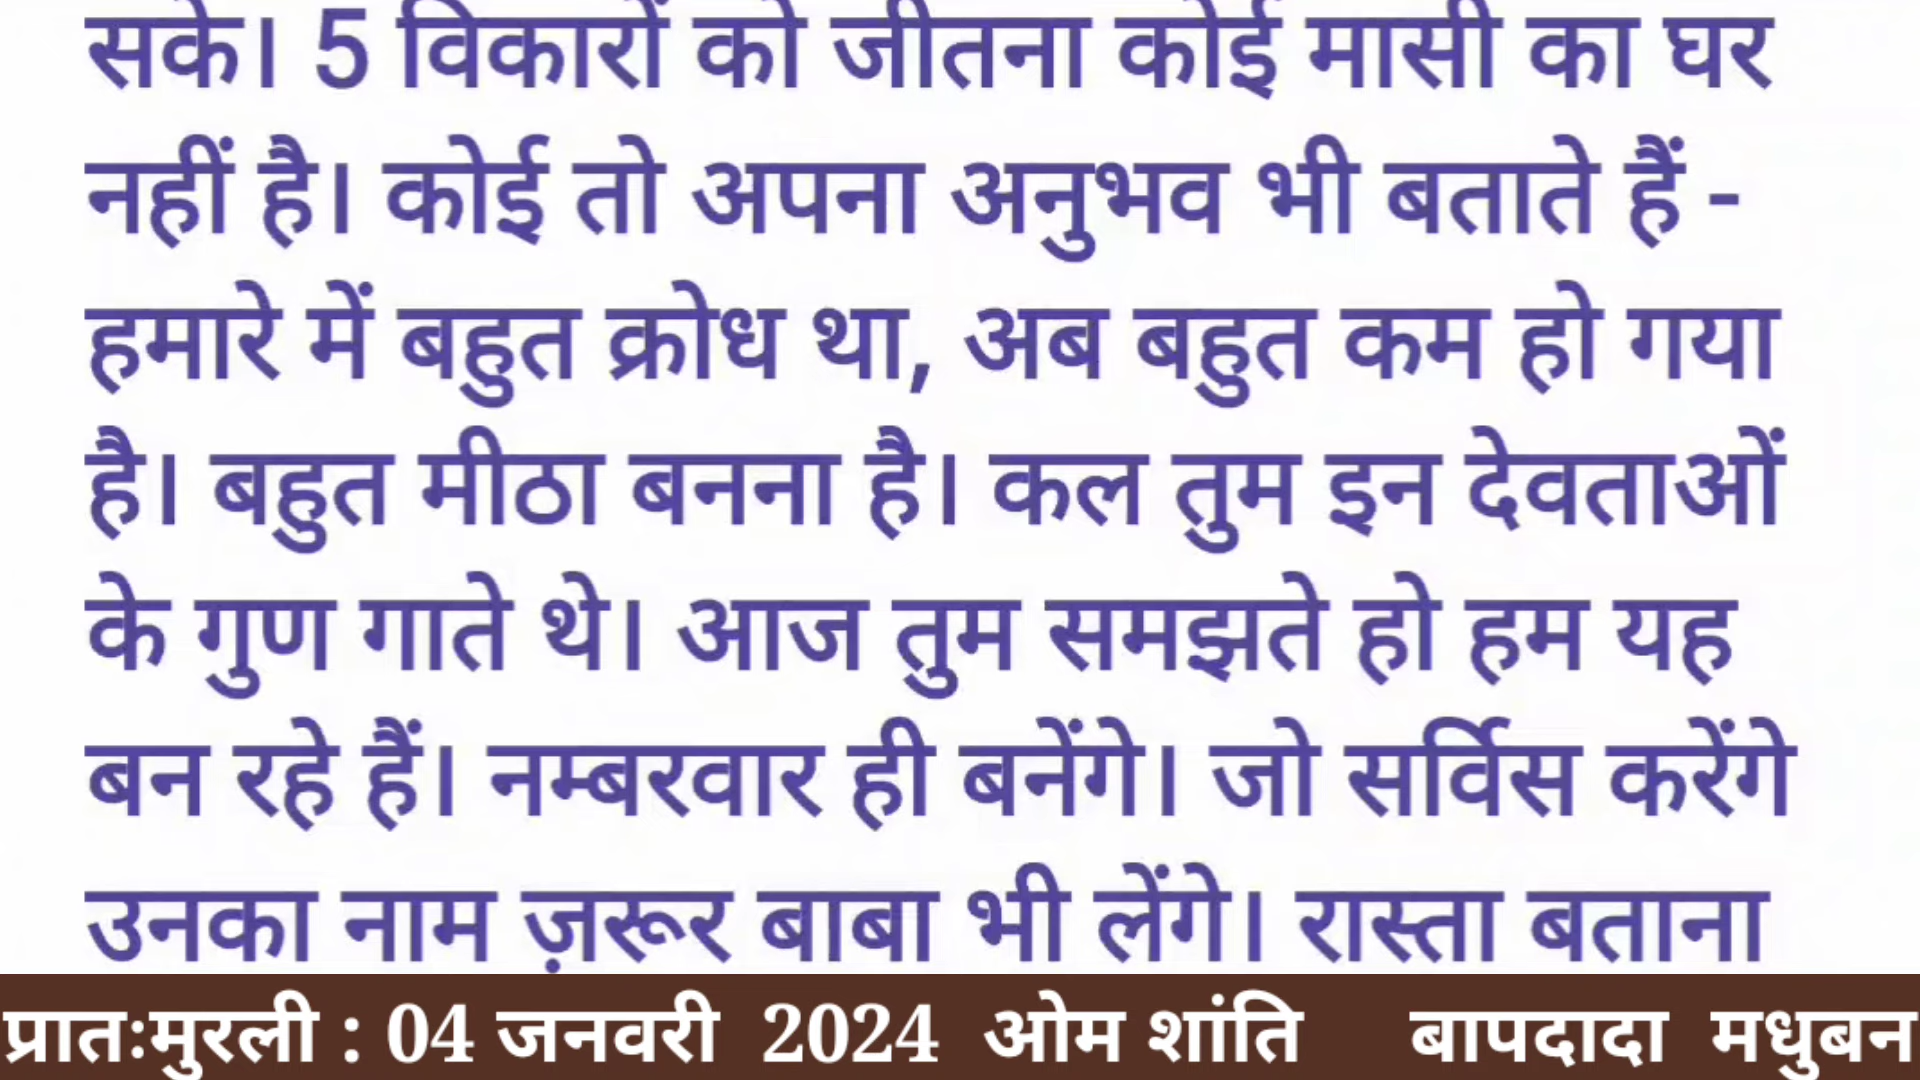 सके। 5 विकारों को जीतना कोई मासी का घर
नहीं है। कोई तो अपना अनुभव भी बताते हैं -
हमारे में बहुत क्रोध था, अब बहुत कम हो गया
है। बहुत मीठा बनना है। कल तुम इन देवताओं
के गुण गाते थे। आज तुम समझते हो हम यह
बन रहे हैं। नम्बरवार ही बनेंगे। जो सर्विस करेंगे
उनका नाम ज़रूर बाबा भी लेंगे। रास्ता बताना
प्रातःमुरली : 04 जनवरी 2024 ओम शांति बापदादा मधुबन